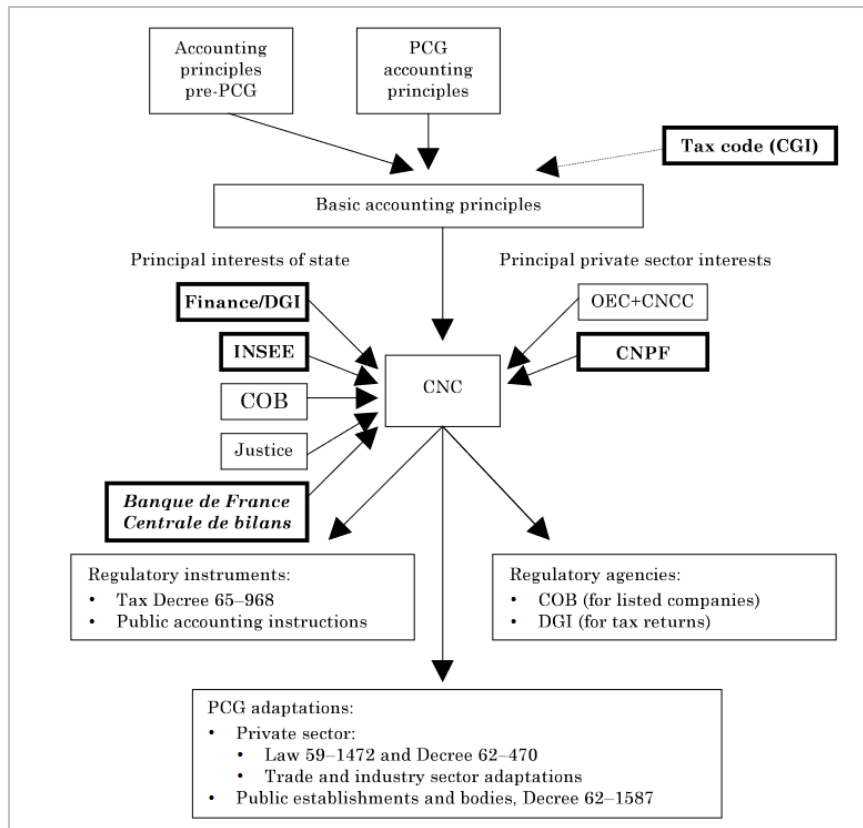 Accounting
principles
pre-PCG
PCG
accounting
principles
Tax code (CGI)
Basic accounting principles
Principal interests of state
Principal private sector interests
Finance/DGI
OEC+CNCC
INSEE
CNPF
COB
CNC
Justice
Banque de France
Centrale de bilans
Regulatory instruments:
• Tax Decree 65–968
• Public accounting instructions
Regulatory agencies:
• COB (for listed companies)
• DGI (for tax returns)
PCG adaptations:
• Private sector:
• Law 59–1472 and Decree 62–470
• Trade and industry sector adaptations
• Public establishments and bodies, Decree 62–1587